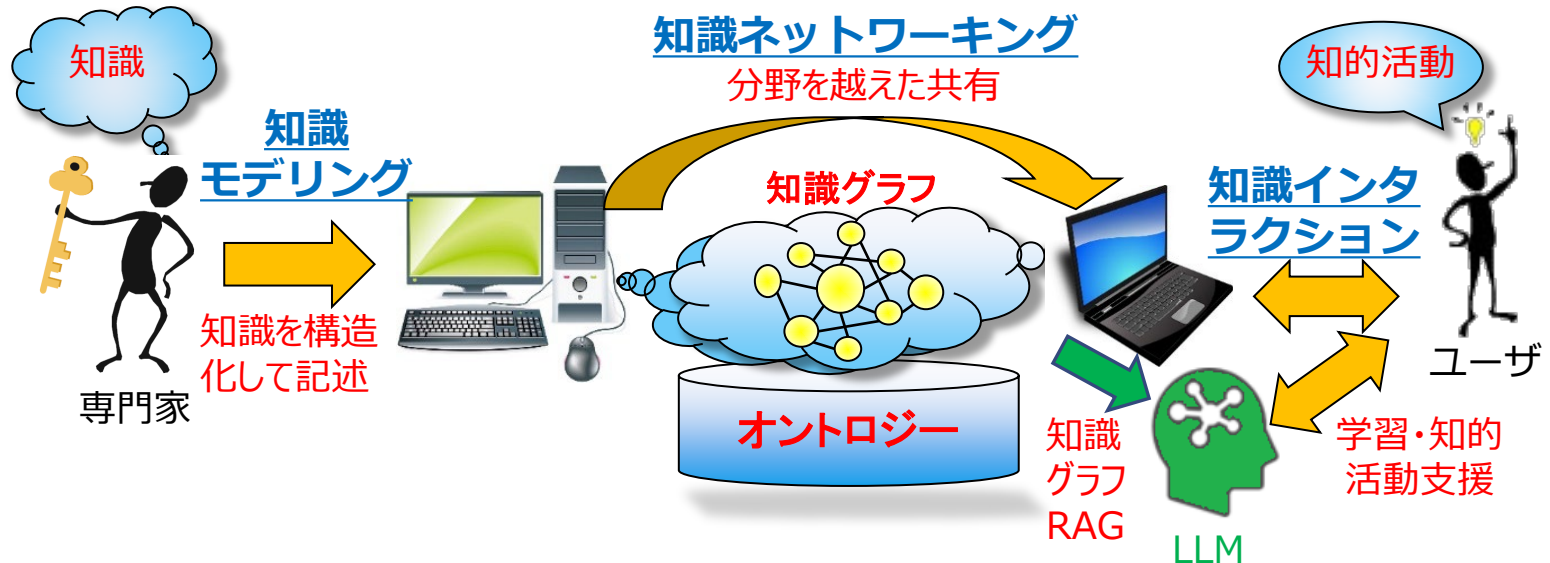 知識
専門家
知識
モデリング
知識を構造
化して記述
知識ネットワーキング
分野を越えた共有
知識グラフ
オントロジー
知識
グラフ
RAG
LLM
知識インタ
ラクション
学習・知的
活動支援
知的活動
ユーザ